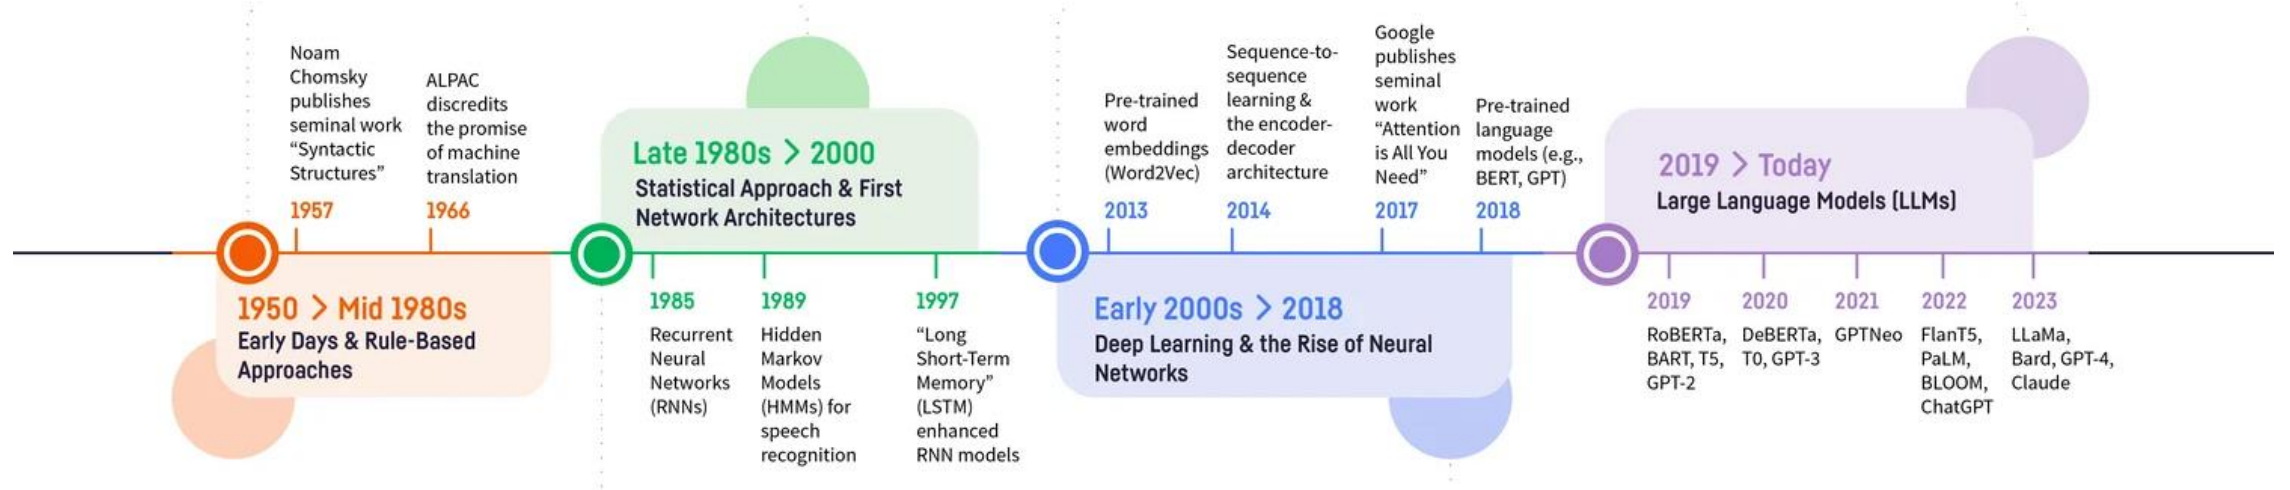 Noam
Chomsky
publishes
seminal work
“Syntactic
Structures”
1957
ALPAC
discredits
the promise
of machine
translation
1966
1950 > Mid 1980s
Early Days & Rule-Based
Approaches
Late 1980s > 2000
Statistical Approach & First
Network Architectures
1985
Recurrent
Neural
Networks
(RNNs)
1989
Hidden
Markov
Models
(HMMs) for
speech
recognition
1997
“Long
Short-Term
Memory”
(LSTM)
enhanced
RNN models
Pre-trained
word
embeddings
(Word2Vec)
2013
Sequence-to-
sequence
learning &
the encoder-
decoder
architecture
2014
Google
publishes
seminal
work
“Attention
is All You
Need”
2017
Pre-trained
language
models (e.g.,
BERT, GPT)
2018
Early 2000s > 2018
Deep Learning & the Rise of Neural
Networks
2019 > Today
Large Language Models (LLMs)
2019
RoBERTa,
BART, T5,
GPT-2
2020
DeBERTa,
T0, GPT-3
2021
GPTNeo
2022
FlanT5,
PaLM,
BLOOM,
ChatGPT
2023
LLaMa,
Bard, GPT-4,
Claude